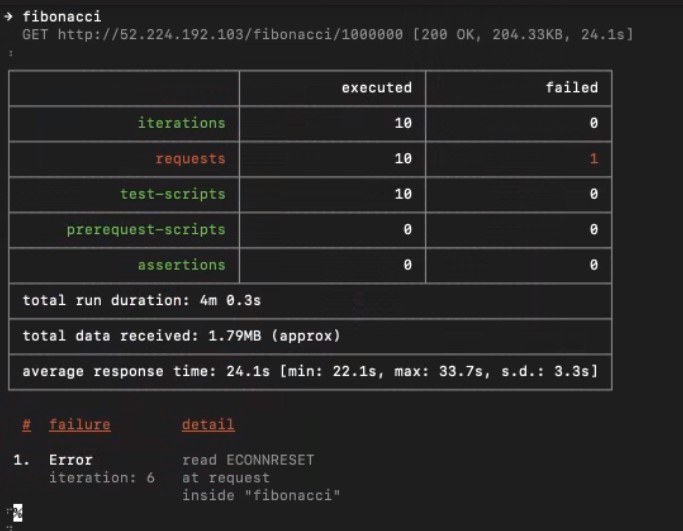 → fibonacci
GET http://52.224.192.103/fibonacci/1000000 [200 OK, 204.33KB, 24.1s]
executed failed
iterations 10 0
requests 10 1
test-scripts 10 0
prerequest-scripts 0 0
assertions 0 0
total run duration: 4m 0.3s
total data received: 1.79MB (approx)
average response time: 24.1s [min: 22.1s, max: 33.7s, s.d.: 3.3s]
# failure detail
1. Error read ECONNRESET
iteration: 6 at request
inside "fibonacci"
%